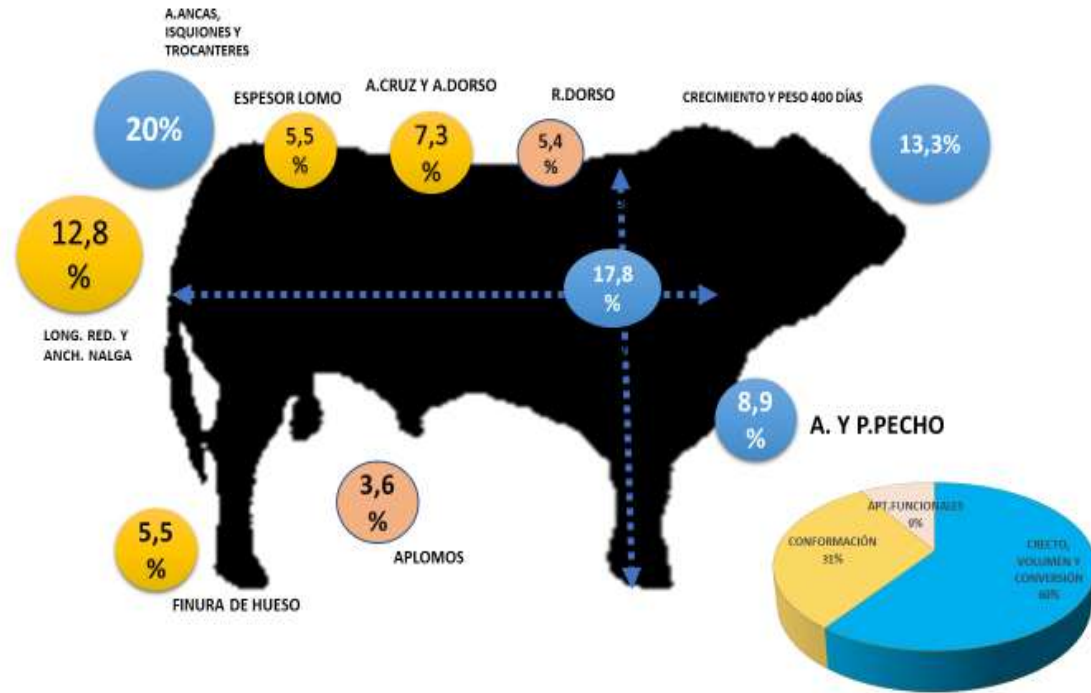 A.ANCAS,
ISQUIONES Y
TROCANTERES
20%
ESPESOR LOMO
5,5
%
A.CRUZ Y A.DORSO
7,3
%
R.DORSO
5,4
%
CRECIMIENTO Y PESO 400 DÍAS
13,3%
12,8
%
LONG. RED. Y
ANCH. NALGA
17,8
%
8,9
%
A. Y P.PECHO
3,6
%
APLOMOS
5,5
%
FINURA DE HUESO
APT.FUNCIONALES
9%
CONFORMACIÓN
31%
CRECTO,
VOLUMEN Y
CONVERSIÓN
60%